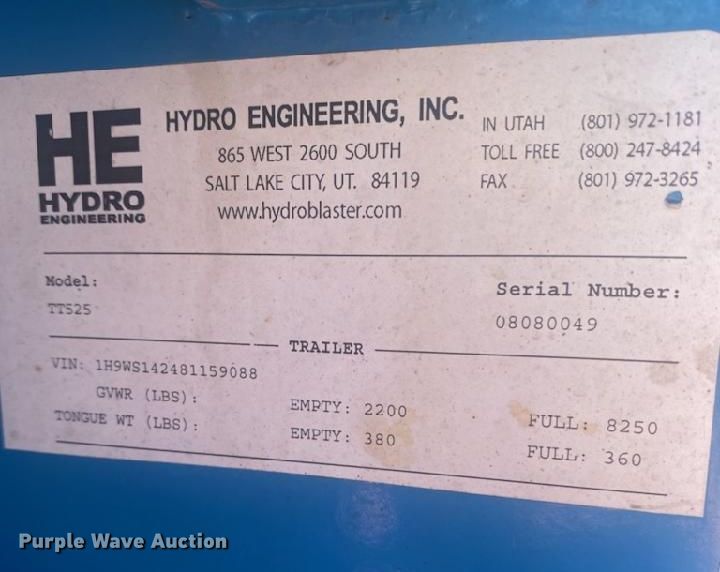 HE
HYDRO
ENGINEERING
HYDRO ENGINEERING, INC.
865 WEST 2600 SOUTH
SALT LAKE CITY, UT. 84119
www.hydroblaster.com
IN UTAH (801) 972-1181
TOLL FREE (800) 247-8424
FAX (801) 972-3265
Model:
TT525
Serial Number:
08080049
TRAILER
VIN: 1H9WS142481159088
GVWR (LBS): EMPTY: 2200 FULL: 8250
TONGUE WT (LBS): EMPTY: 380 FULL: 360
Purple Wave Auction